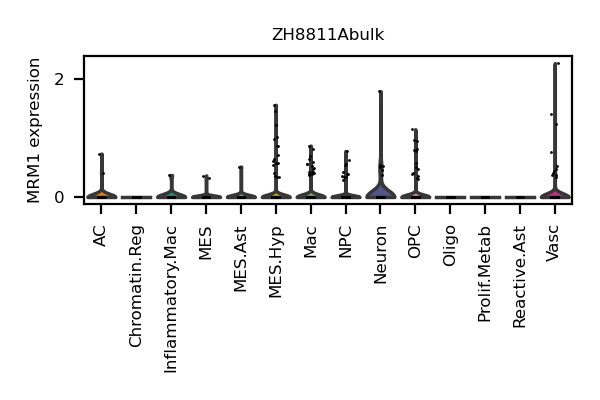 ZH8811Abulk
MRM1 expression
2
0
AC
Chromatin.Reg
Inflammatory.Mac
MES
MES.Ast
MES.Hyp
Mac
NPC
Neuron
OPC
Oligo
Prolif.Metab
Reactive.Ast
Vasc